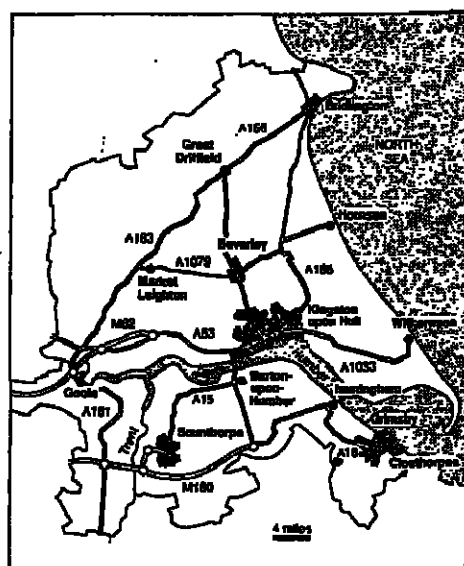 Bridlington
A166
Great
Driffield
NORTH
SEA
Hornsea
Beverley
A163
A1079
A165
Market
Weighton
Kingston
upon Hull
M62
A63
Withernsea
A1033
Goole
Barton-
upon-
Humber
Immingham
A15
A161
Trent
Scunthorpe
Grimsby
A18
Cleethorpes
M180
4 miles